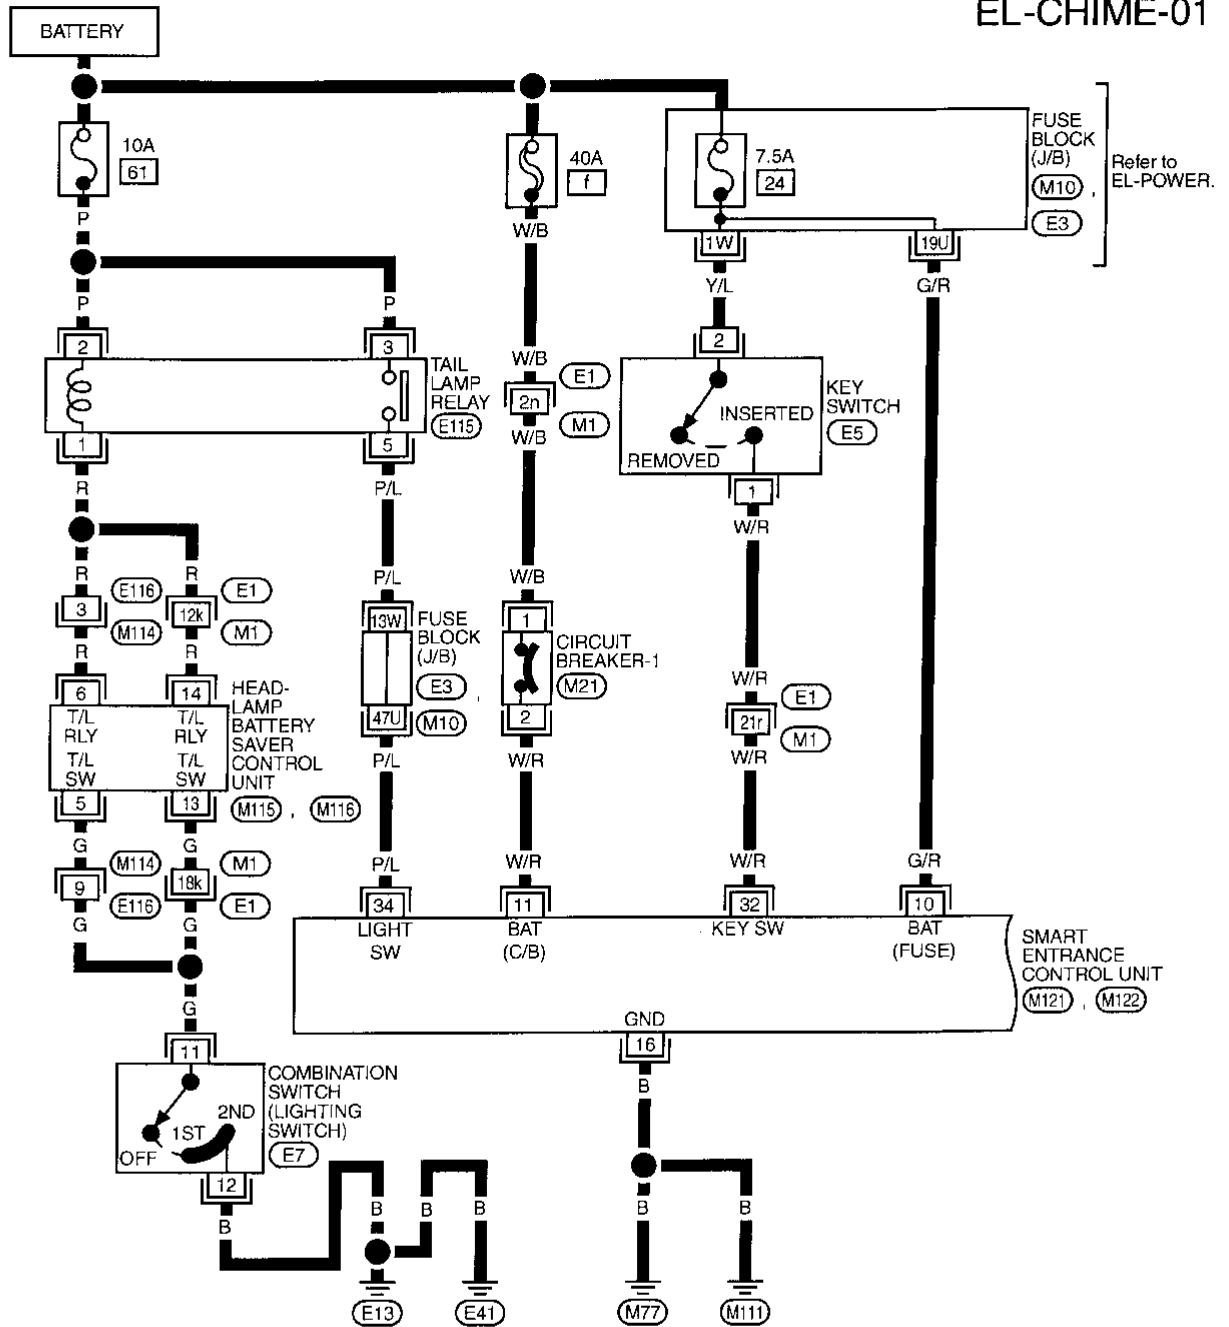 EL-CHIME-01
BATTERY
10A
61
40A
f
7.5A
24
FUSE
BLOCK
(J/B)
M10 ,
E3
Refer to
EL-POWER.
P
W/B
1W
19U
Y/L
G/R
P
P
2
3
2
TAIL
LAMP
RELAY
E115
W/B
2n
W/B
E1
M1
INSERTED
REMOVED
KEY
SWITCH
E5
1
5
1
R
P/L
W/R
R
R
P/L
W/B
3
E116
M114
12k
E1
M1
13W
FUSE
BLOCK
(J/B)
E3 ,
M10
47U
1
CIRCUIT
BREAKER-1
M21
2
R
R
W/R
21r
W/R
E1
M1
6
14
T/L
RLY
T/L
SW
T/L
RLY
T/L
SW
HEAD-
LAMP
BATTERY
SAVER
CONTROL
UNIT
M115 , M116
5
13
P/L
W/R
G
G
9
M114
E116
18k
M1
E1
P/L
W/R
W/R
G/R
34
11
32
10
LIGHT
SW
BAT
(C/B)
KEY SW
BAT
(FUSE)
G
G
SMART
ENTRANCE
CONTROL UNIT
M121 , M122
G
GND
16
11
COMBINATION
SWITCH
(LIGHTING
SWITCH)
E7
OFF
1ST
2ND
12
B
B
B
B
B
B
B
E13
E41
M77
M111